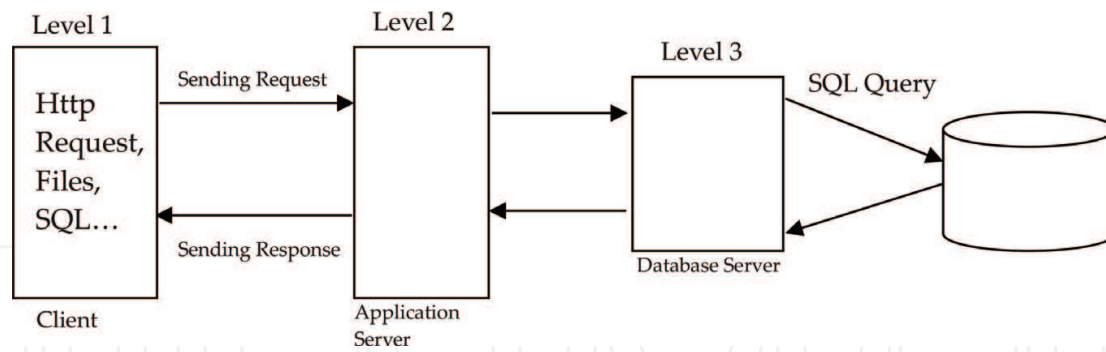 Level 1
Level 2
Level 3
Sending Request
SQL Query
Http
Request,
Files,
SQL...
Sending Response
Database Server
Client
Application
Server